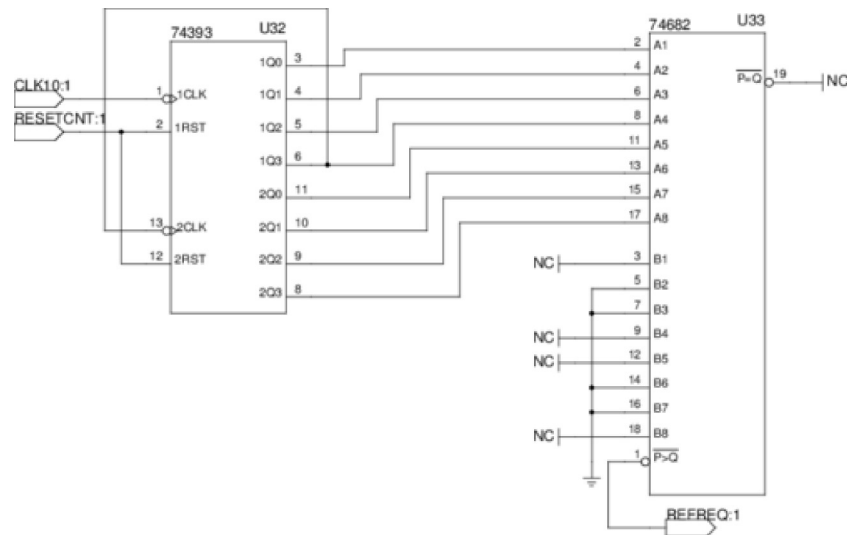 74393 U32
CLK10:1
RESETCNT:1
1 1CLK
2 1RST
13 2CLK
12 2RST
1Q0 3
1Q1 4
1Q2 5
1Q3 6
2Q0 11
2Q1 10
2Q2 9
2Q3 8
74682 U33
2 A1
4 A2
6 A3
8 A4
11 A5
13 A6
15 A7
17 A8
NC 3 B1
5 B2
7 B3
NC 9 B4
NC 12 B5
14 B6
16 B7
NC 18 B8
1 P>Q
P=Q 19 NC
REFREQ:1